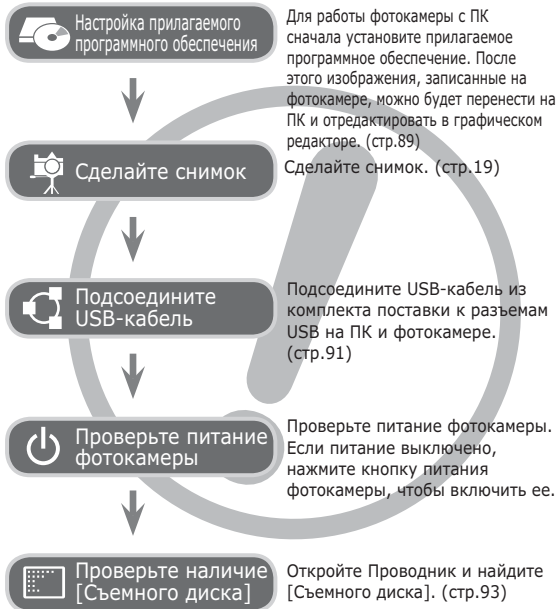 Настройка прилагаемого
программного обеспечения
Для работы фотокамеры с ПК
сначала установите прилагаемое
программное обеспечение. После
этого изображения, записанные на
фотокамере, можно будет перенести на
ПК и отредактировать в графическом
редакторе. (стр.89)
Сделайте снимок
Сделайте снимок. (стр.19)
Подсоедините
USB-кабель
Подсоедините USB-кабель из
комплекта поставки к разъемам
USB на ПК и фотокамере.
(стр.91)
Проверьте питание
фотокамеры
Проверьте питание фотокамеры.
Если питание выключено,
нажмите кнопку питания
фотокамеры, чтобы включить ее.
Проверьте наличие
[Съемного диска]
Откройте Проводник и найдите
[Съемного диска]. (стр.93)